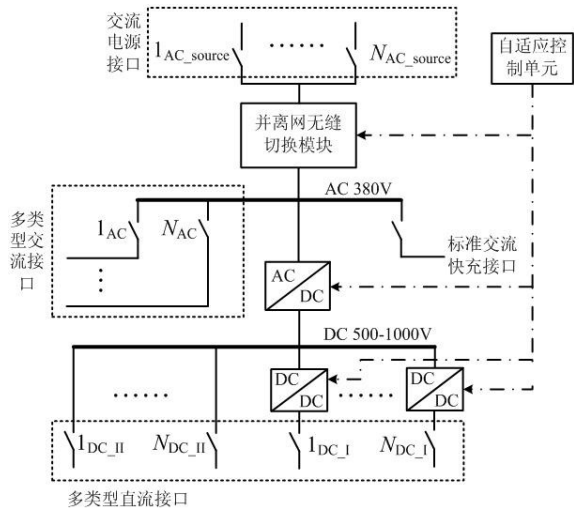 交流
电源
接口
1AC_source
……
NAC_source
自适应控
制单元
并离网无缝
切换模块
AC 380V
多类
型交
流接
口
1AC
NAC
标准交流
快充接口
AC
DC
DC 500-1000V
DC
DC
DC
DC
……
……
1DC_II
NDC_II
1DC_I
NDC_I
多类型直流接口